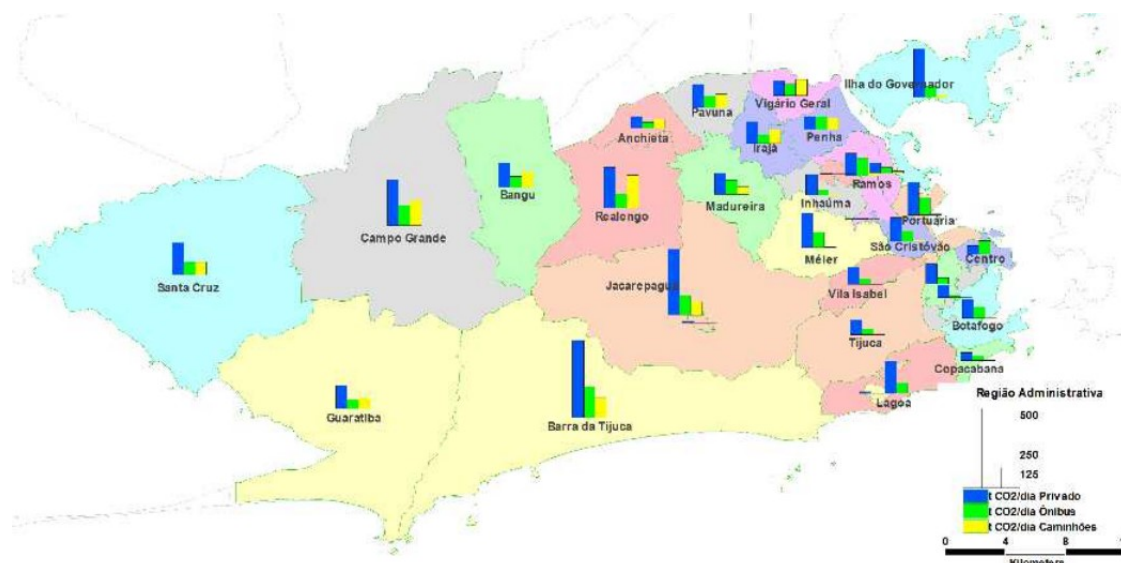 Ilha do Governador
Vigário Geral
Pavuna
Anchieta
Irajá
Penha
Bangu
Realengo
Madureira
Inhaúma
Ramos
Portuária
Campo Grande
São Cristóvão
Méier
Centro
Santa Cruz
Jacarepaguá
Vila Isabel
Botafogo
Tijuca
Copacabana
Lagoa
Guaratiba
Barra da Tijuca
Região Administrativa
500
250
125
t CO2/dia Privado
t CO2/dia Ônibus
t CO2/dia Caminhões
0 4 8
Kilometers